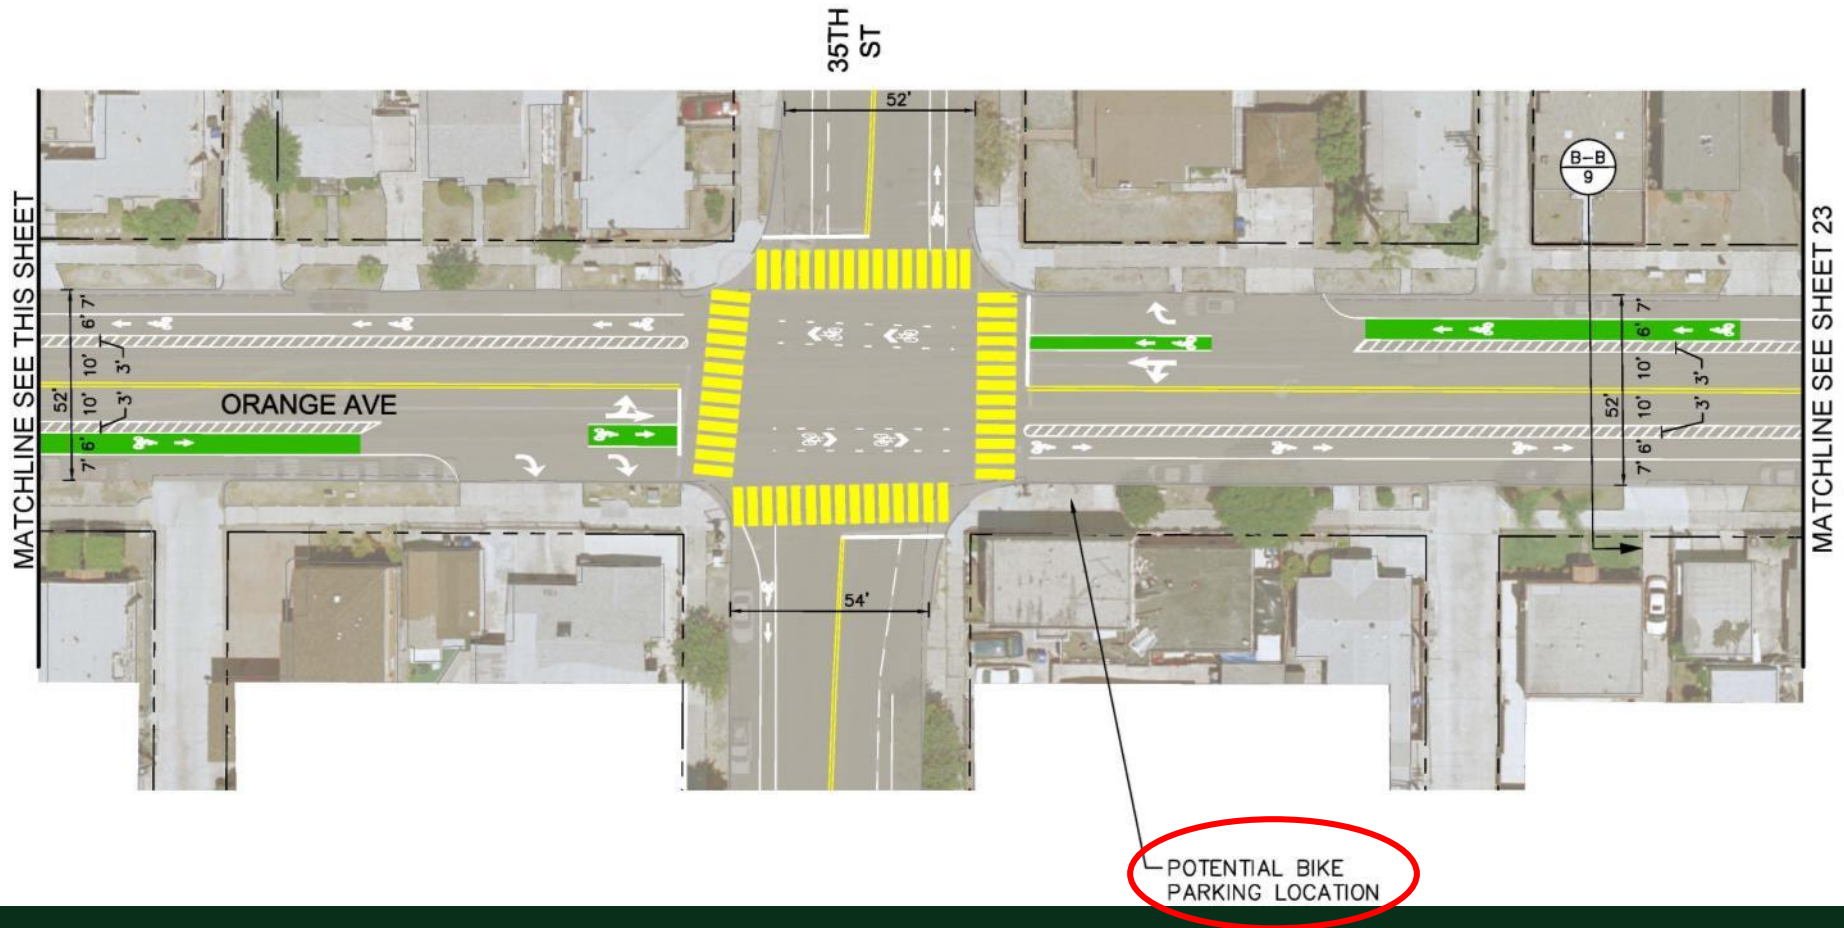 35TH
ST
52'
B-B
9
MATCHLINE SEE THIS SHEET
7'
6'
10'
3'
52'
10'
3'
6'
7'
ORANGE AVE
7'
6'
10'
3'
52'
10'
3'
6'
7'
MATCHLINE SEE SHEET 23
54'
POTENTIAL BIKE
PARKING LOCATION